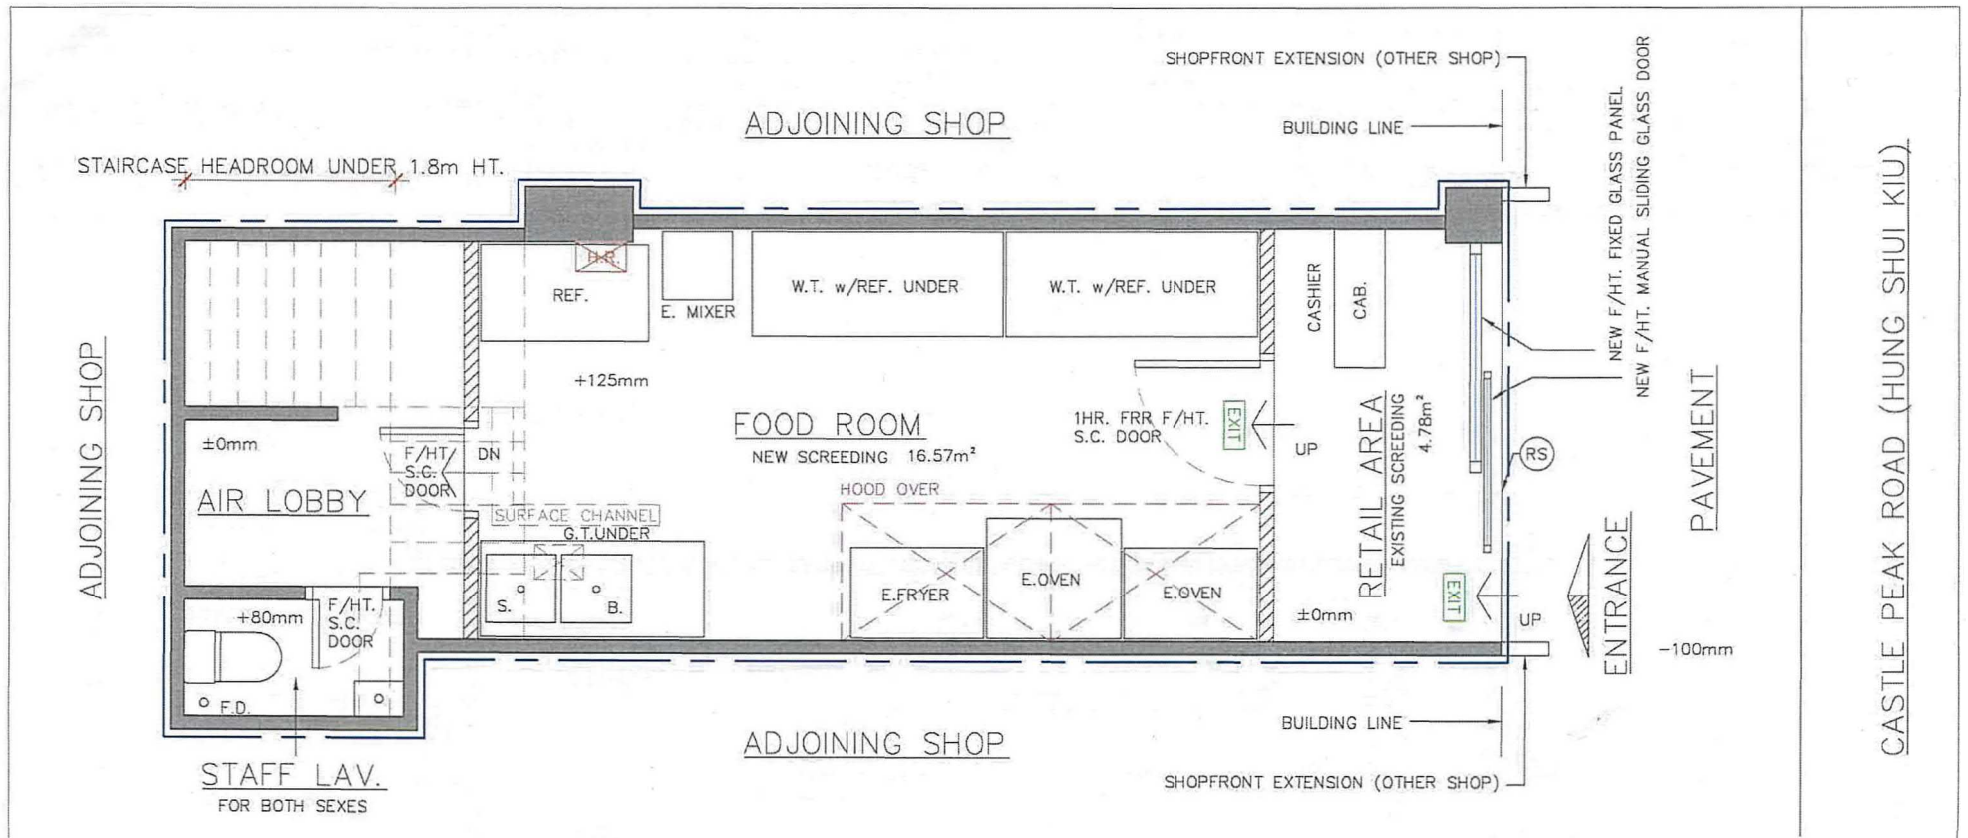 SHOPFRONT EXTENSION (OTHER SHOP)
ADJOINING SHOP
BUILDING LINE
STAIRCASE HEADROOM UNDER 1.8m HT.
NEW F/HT. FIXED GLASS PANEL
NEW F/HT. MANUAL SLIDING GLASS DOOR
H.R.
REF.
E. MIXER
W.T. w/REF. UNDER
W.T. w/REF. UNDER
CASHIER
CAB.
ADJOINING SHOP
+125mm
FOOD ROOM
NEW SCREEDING 16.57m²
1HR. FRR F/HT.
S.C. DOOR
EXIT
UP
RETAIL AREA
EXISTING SCREEDING
4.78m²
RS
PAVEMENT
CASTLE PEAK ROAD (HUNG SHUI KIU)
±0mm
F/HT.
S.C.
DOOR
DN
AIR LOBBY
SURFACE CHANNEL
G.T.UNDER
HOOD OVER
S.
B.
E.FRYER
E.OVEN
E.OVEN
±0mm
EXIT
UP
ENTRANCE
-100mm
+80mm
F/HT.
S.C.
DOOR
F.D.
STAFF LAV.
FOR BOTH SEXES
ADJOINING SHOP
BUILDING LINE
SHOPFRONT EXTENSION (OTHER SHOP)